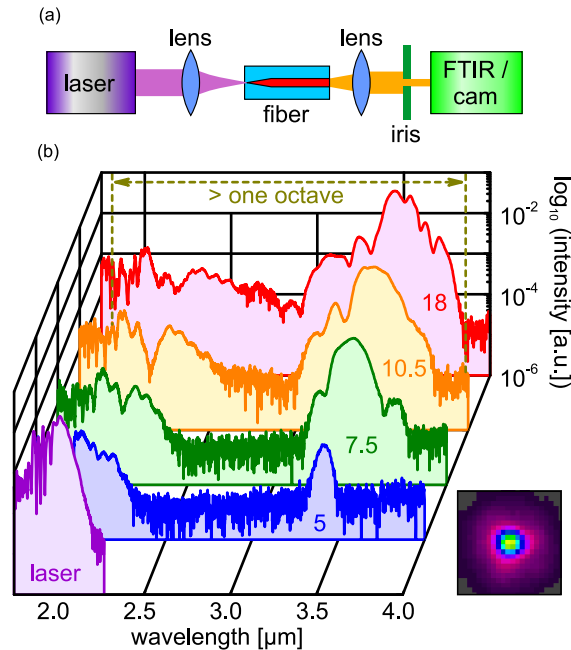 (a)
lens
lens
laser
fiber
iris
FTIR /
cam
(b)
> one octave
10⁻²
10⁻⁴
10⁻⁶
log₁₀ (intensity [a.u.])
18
10.5
7.5
5
laser
2.0
2.5
3.0
3.5
4.0
wavelength [µm]